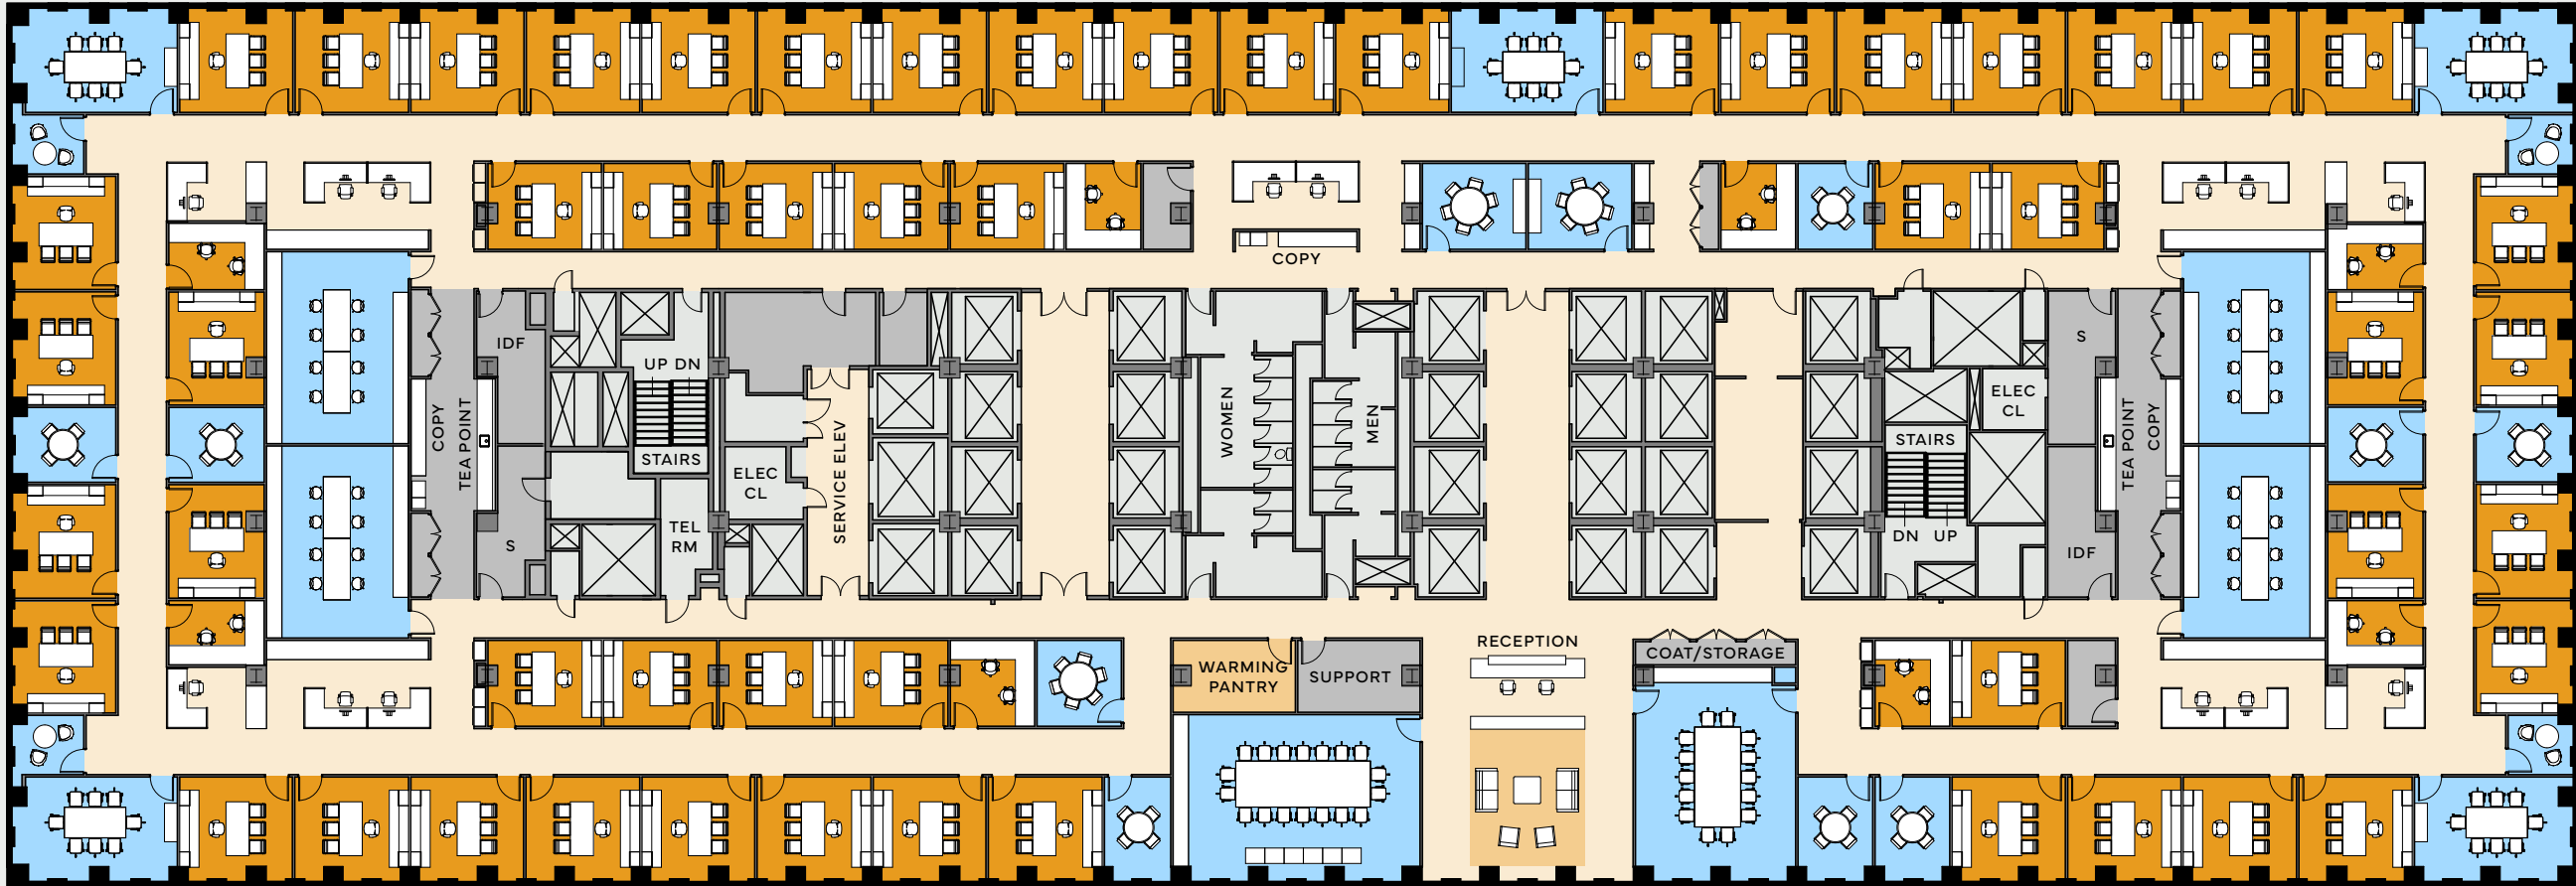 COPY
IDF
UP DN
S
COPY
TEA POINT
WOMEN
MEN
ELEC
CL
TEA POINT
COPY
SERVICE ELEV
STAIRS
STAIRS
ELEC
CL
TEL
RM
S
DN UP
IDF
RECEPTION
WARMING
PANTRY
SUPPORT
COAT/STORAGE